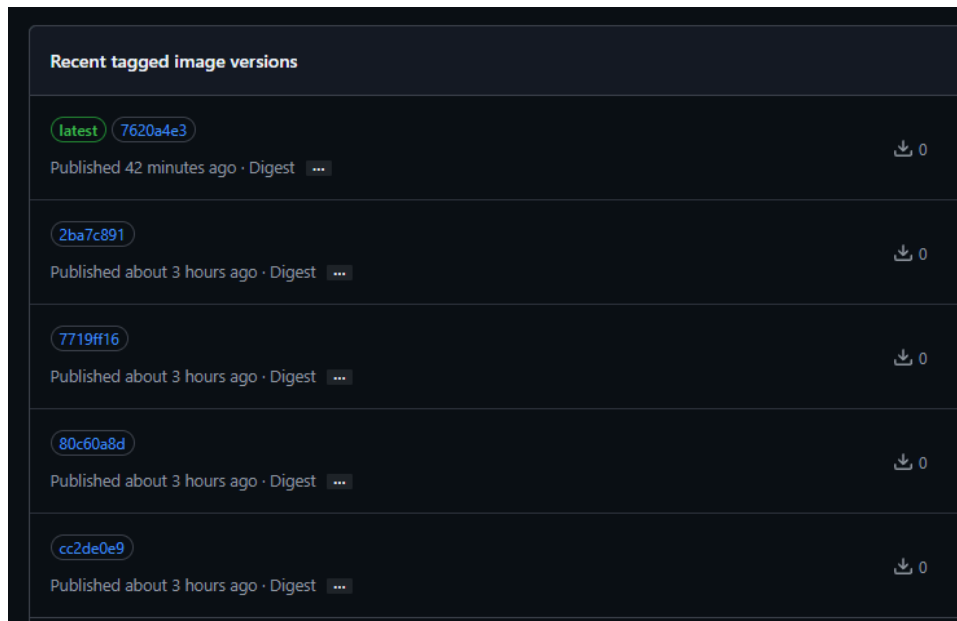 Recent tagged image versions
latest 7620a4e3
Published 42 minutes ago · Digest ···
0
2ba7c891
Published about 3 hours ago · Digest ···
0
7719ff16
Published about 3 hours ago · Digest ···
0
80c60a8d
Published about 3 hours ago · Digest ···
0
cc2de0e9
Published about 3 hours ago · Digest ···
0